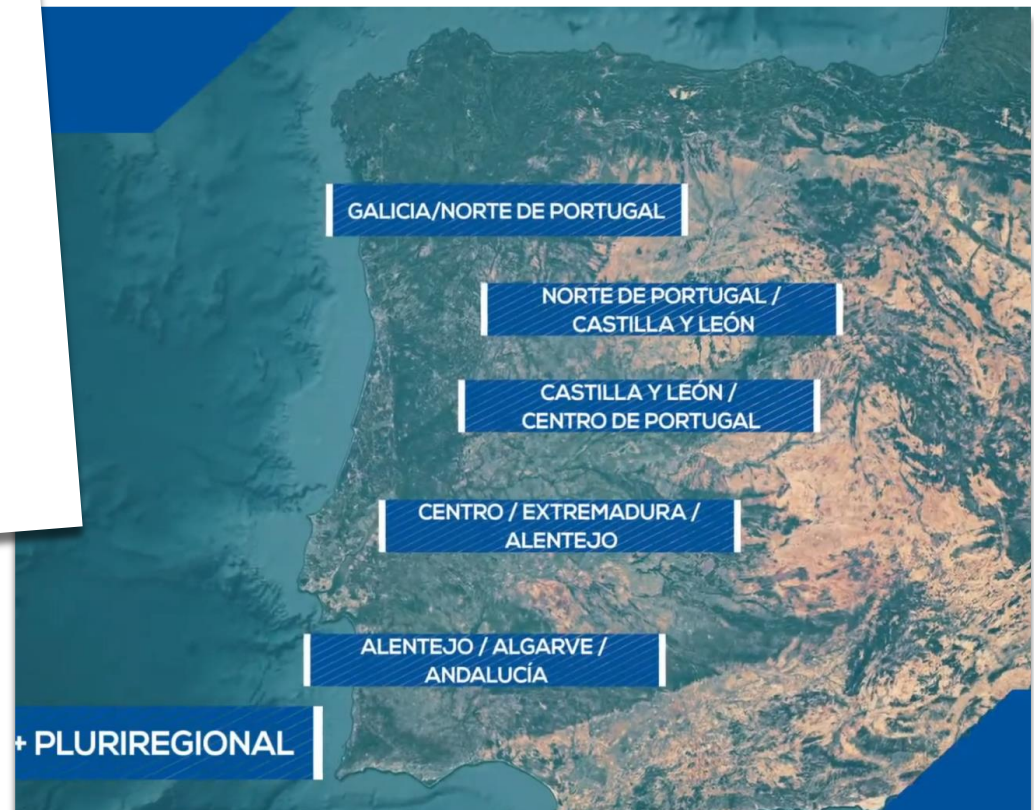 GALICIA/NORTE DE PORTUGAL
NORTE DE PORTUGAL /
CASTILLA Y LEÓN
CASTILLA Y LEÓN /
CENTRO DE PORTUGAL
CENTRO / EXTREMADURA /
ALENTEJO
ALENTEJO / ALGARVE /
ANDALUCÍA
+ PLURIREGIONAL